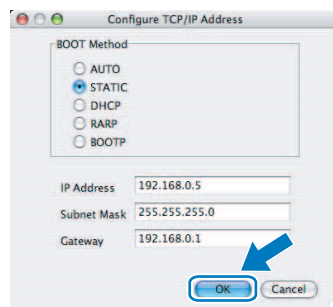 Configure TCP/IP Address
BOOT Method
AUTO
STATIC
DHCP
RARP
BOOTP
IP Address 192.168.0.5
Subnet Mask 255.255.255.0
Gateway 192.168.0.1
OK Cancel